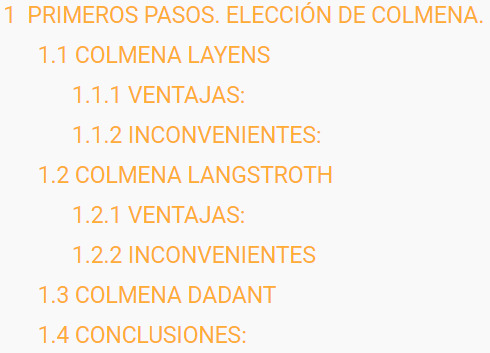 1 PRIMEROS PASOS. ELECCIÓN DE COLMENA.
1.1 COLMENA LAYENS
1.1.1 VENTAJAS:
1.1.2 INCONVENIENTES:
1.2 COLMENA LANGSTROTH
1.2.1 VENTAJAS:
1.2.2 INCONVENIENTES
1.3 COLMENA DADANT
1.4 CONCLUSIONES: